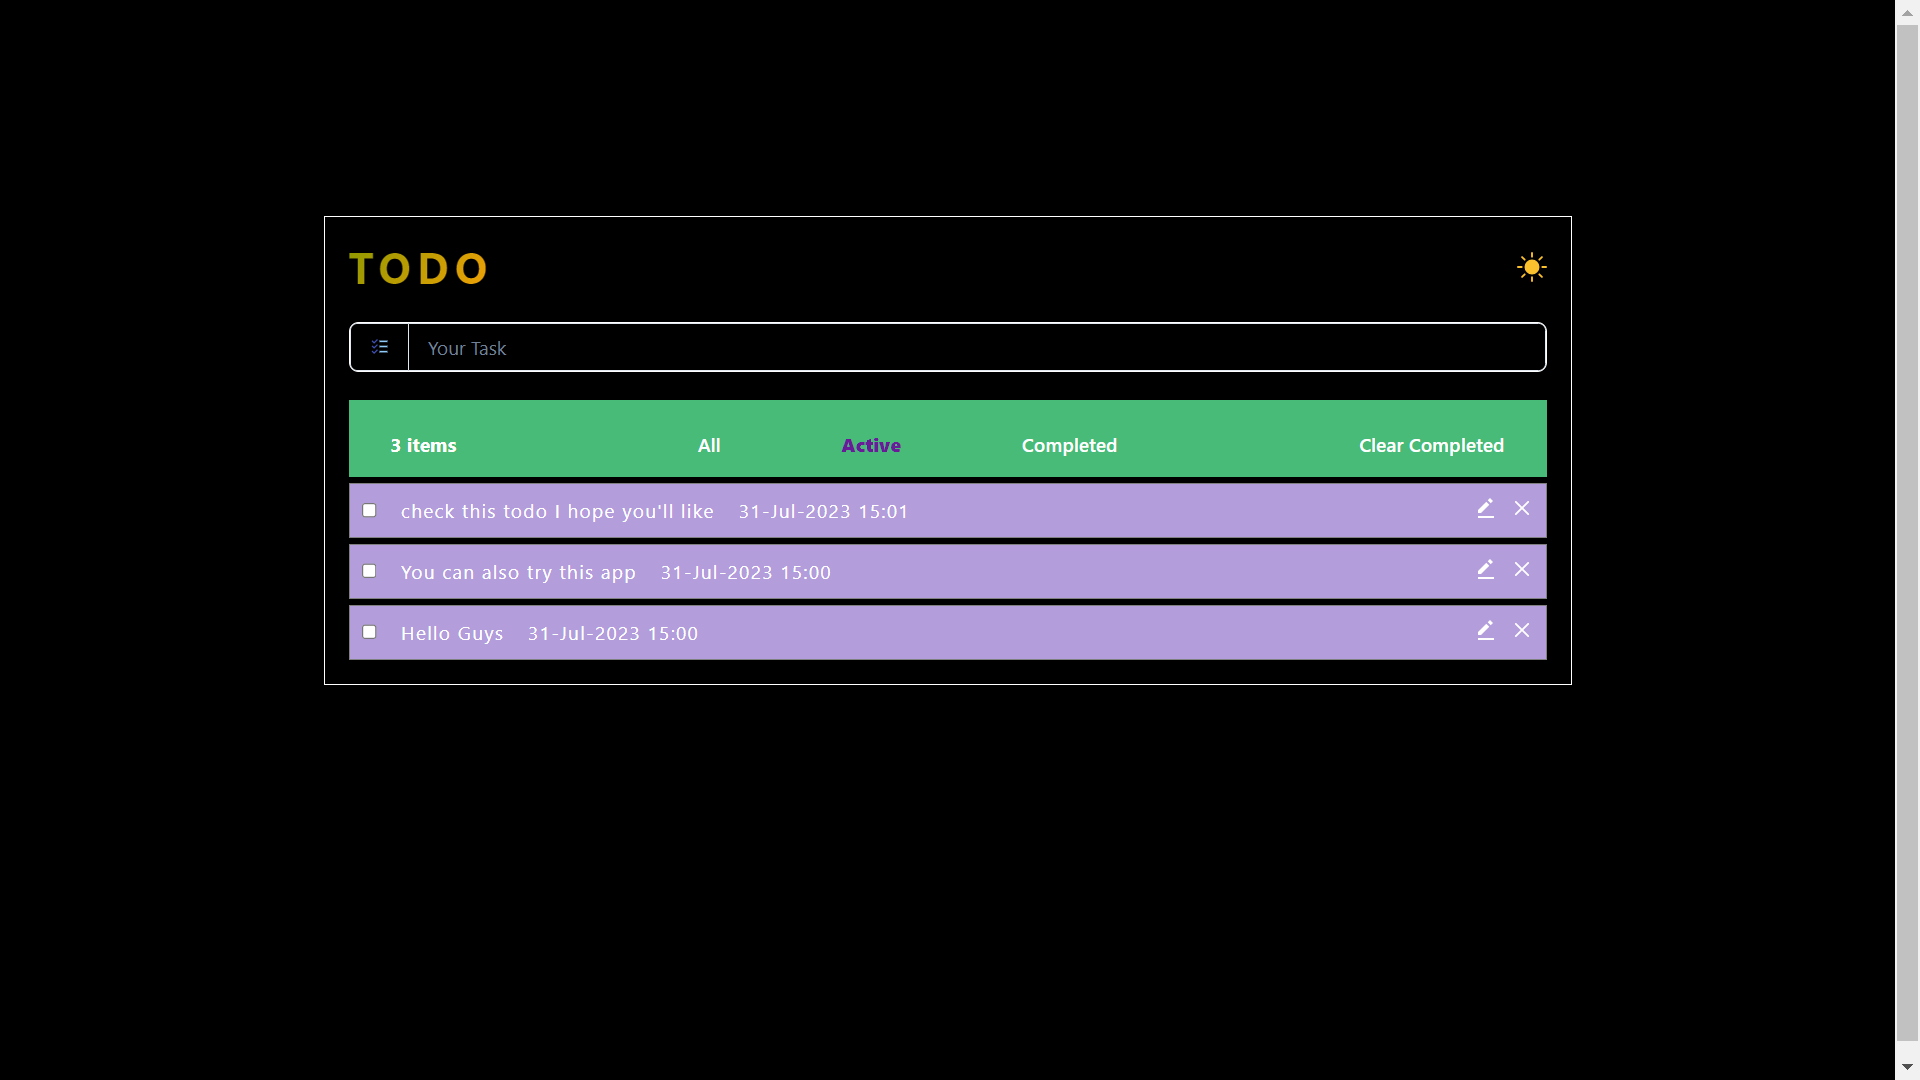 TODO
Your Task
3 items All Active Completed Clear Completed
check this todo I hope you'll like 31-Jul-2023 15:01
You can also try this app 31-Jul-2023 15:00
Hello Guys 31-Jul-2023 15:00